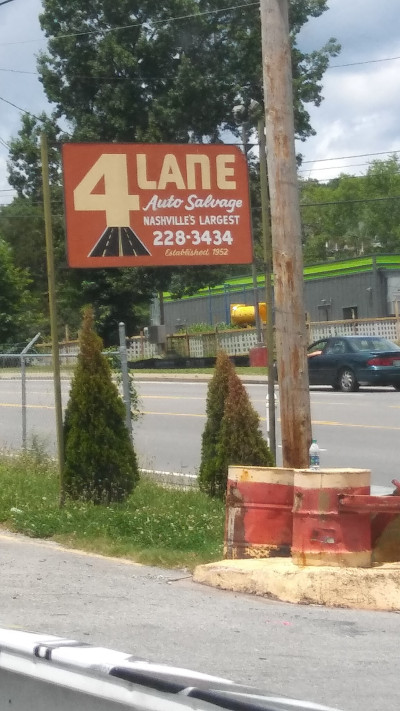 4 LANE
Auto Salvage
NASHVILLE'S LARGEST
228-3434
Established 1952